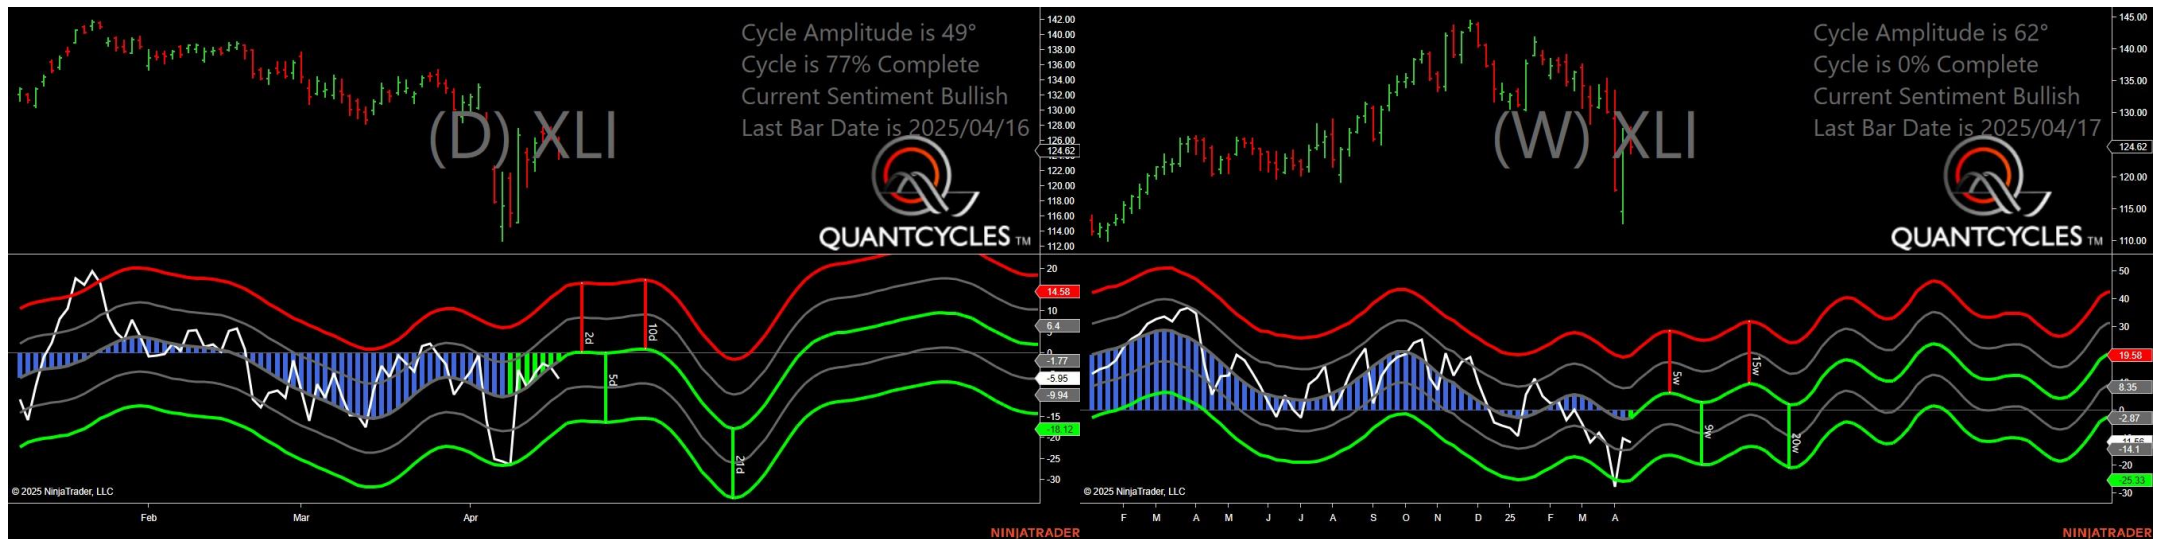 Cycle Amplitude is 49°
Cycle is 77% Complete
Current Sentiment Bullish
Last Bar Date is 2025/04/16
(D) XLI
QUANTCYCLES TM
142.00
140.00
138.00
136.00
134.00
132.00
130.00
128.00
126.00
124.62
122.00
120.00
118.00
116.00
114.00
112.00
20
14.58
10
6.4
0
-1.77
-5.95
-9.94
-15
-18.12
-20
-25
-30
2d
5d
10d
21d
© 2025 NinjaTrader, LLC
Feb Mar Apr
NINJATRADER
Cycle Amplitude is 62°
Cycle is 0% Complete
Current Sentiment Bullish
Last Bar Date is 2025/04/17
(W) XLI
QUANTCYCLES TM
145.00
140.00
135.00
130.00
124.62
120.00
115.00
110.00
50
40
30
19.58
8.35
0
-2.87
-11.56
-14.1
-20
-25.33
-30
5w
9w
15w
20w
© 2025 NinjaTrader, LLC
F M A M J J A S O N D 25 F M A
NINJATRADER